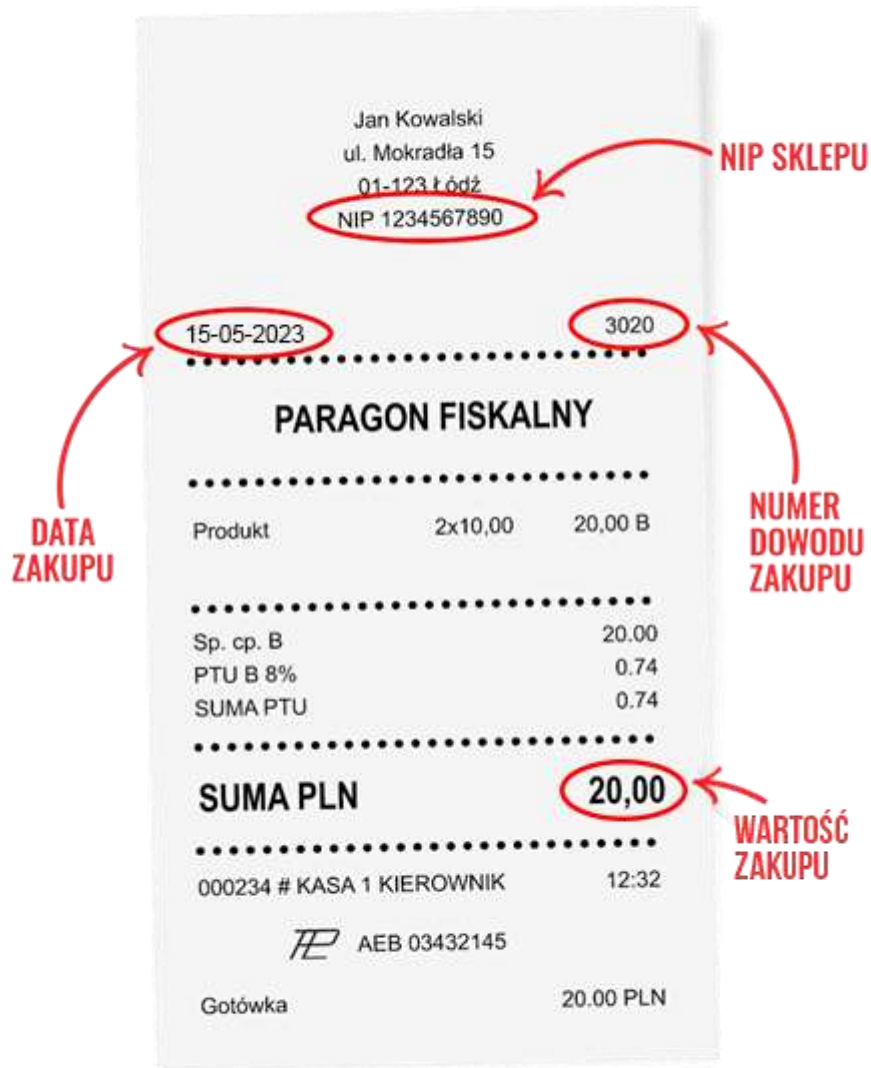 Jan Kowalski
ul. Mokradła 15
01-123 Łódź
NIP 1234567890
NIP SKLEPU
15-05-2023 3020
PARAGON FISKALNY
Produkt 2x10,00 20,00 B
DATA
ZAKUPU
NUMER
DOWODU
ZAKUPU
Sp. cp. B 20.00
PTU B 8% 0.74
SUMA PTU 0.74
SUMA PLN 20,00
WARTOŚĆ
ZAKUPU
000234 # KASA 1 KIEROWNIK 12:32
AEB 03432145
Gotówka 20.00 PLN